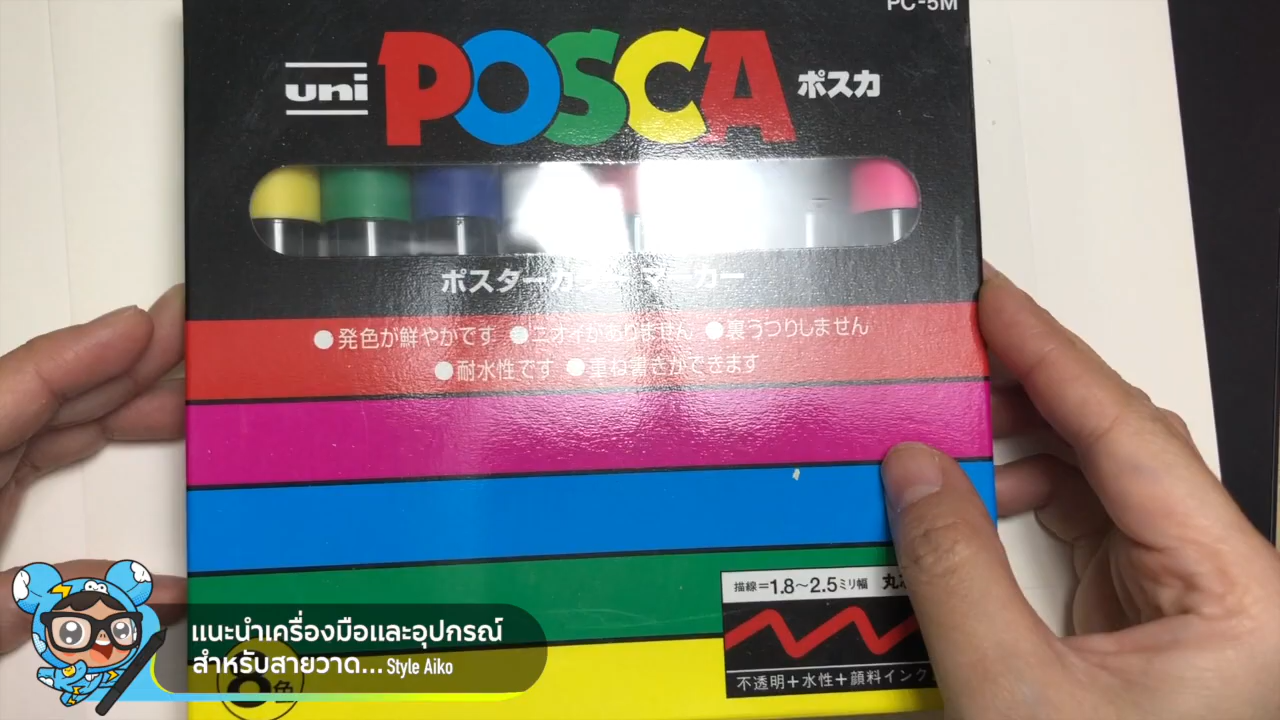 PC-5M
uni POSCA ポスカ
ポスターカラーマーカー
●発色が鮮やかです ●ニオイがありません ●裏うつりしません
●耐水性です ●重ね書きができます
描線=1.8～2.5ミリ幅 丸
不透明+水性+顔料インク
8色
แนะนำเครื่องมือและอุปกรณ์
สำหรับสายวาด... Style Aiko